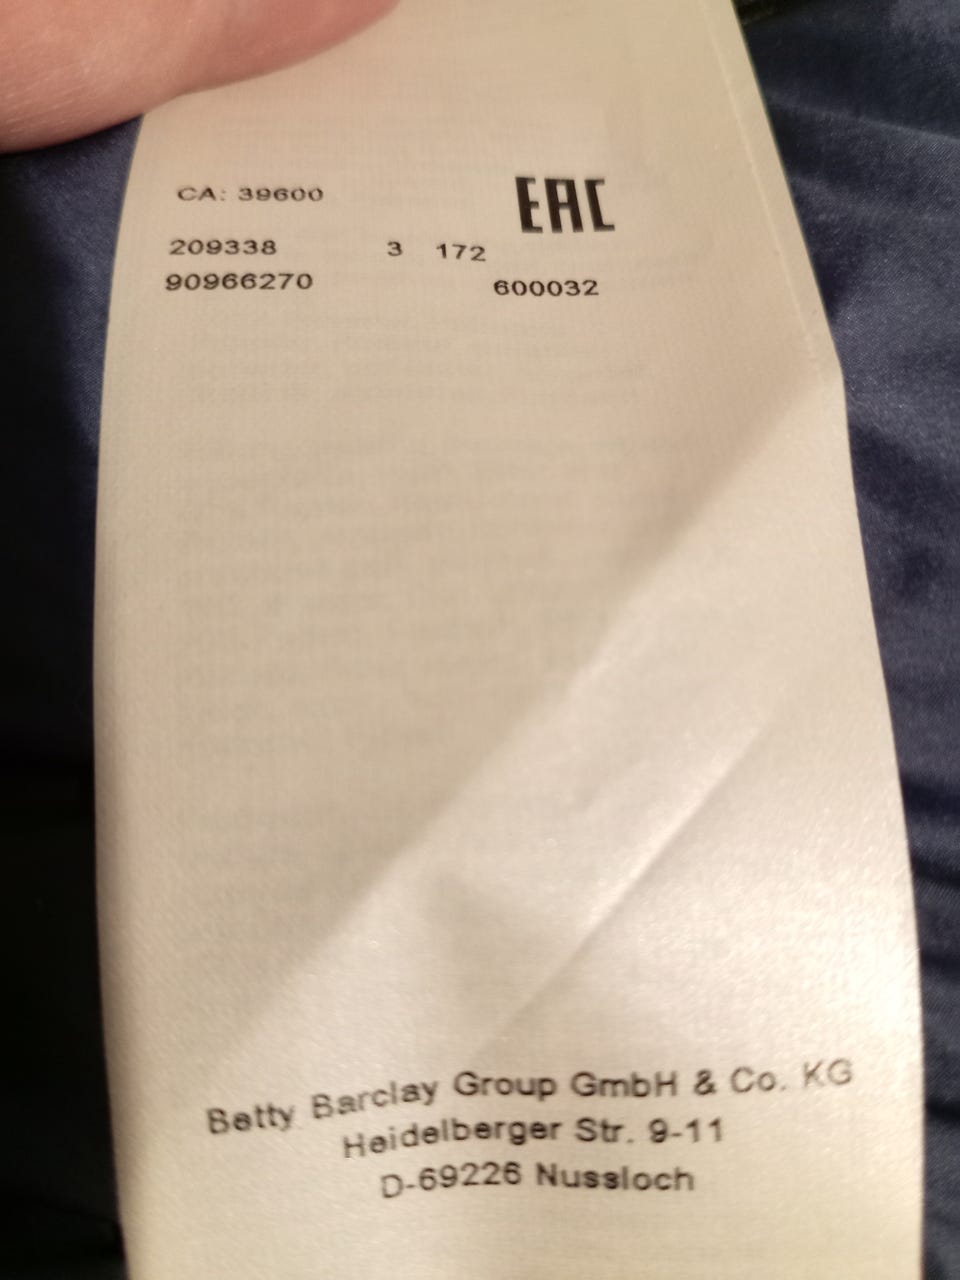 CA: 39600
EAC
209338 3 172
90966270 600032
Betty Barclay Group GmbH & Co. KG
Heidelberger Str. 9-11
D-69226 Nussloch